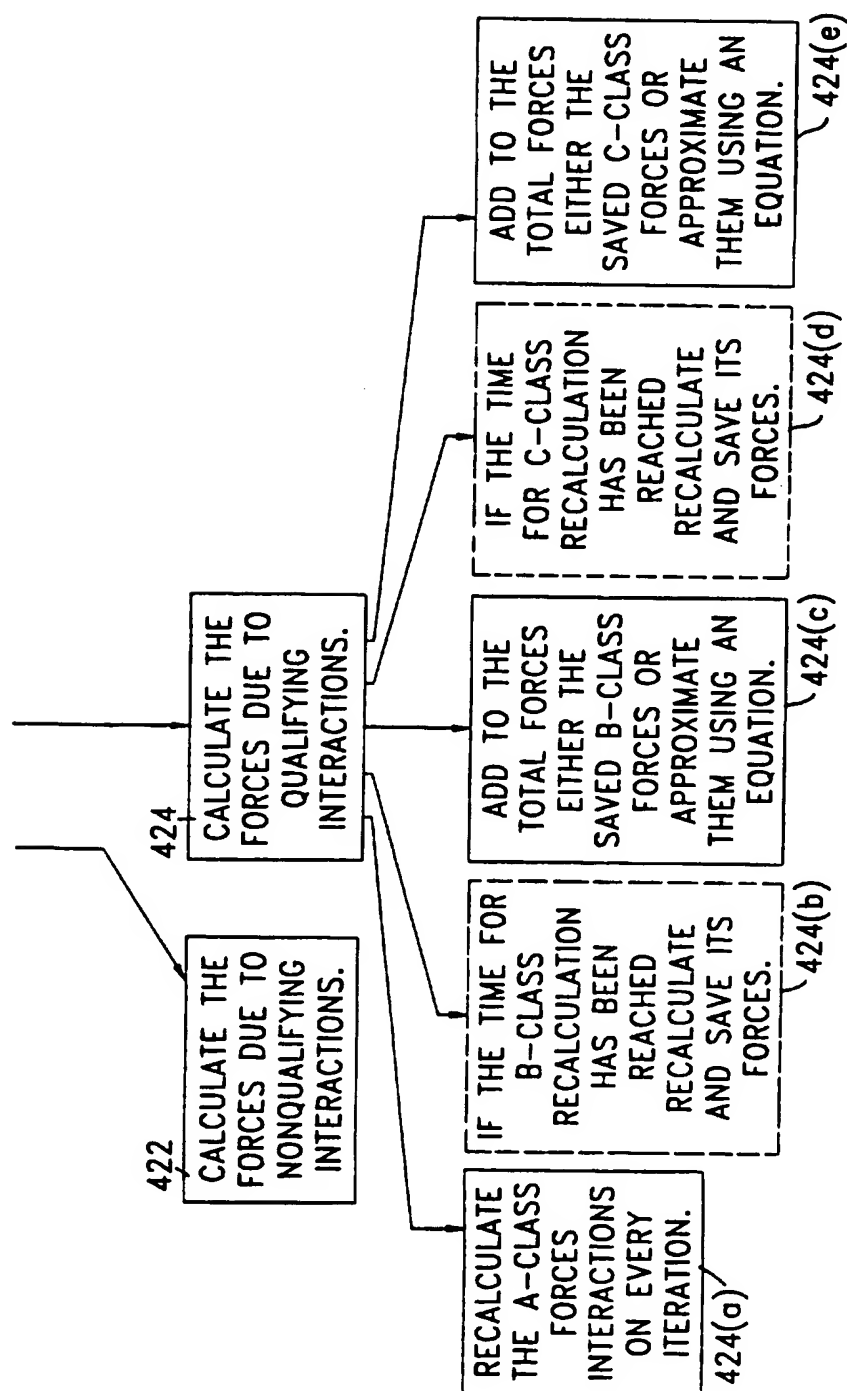 422
CALCULATE THE
FORCES DUE TO
NONQUALIFYING
INTERACTIONS.
424
CALCULATE THE
FORCES DUE TO
QUALIFYING
INTERACTIONS.
RECALCULATE
THE A-CLASS
FORCES
INTERACTIONS
ON EVERY
ITERATION.
424(a)
IF THE TIME FOR
B-CLASS
RECALCULATION
HAS BEEN
REACHED
RECALCULATE
AND SAVE ITS
FORCES.
424(b)
ADD TO THE
TOTAL FORCES
EITHER THE
SAVED B-CLASS
FORCES OR
APPROXIMATE
THEM USING AN
EQUATION.
424(c)
IF THE TIME
FOR C-CLASS
RECALCULATION
HAS BEEN
REACHED
RECALCULATE
AND SAVE ITS
FORCES.
424(d)
ADD TO THE
TOTAL FORCES
EITHER THE
SAVED C-CLASS
FORCES OR
APPROXIMATE
THEM USING AN
EQUATION.
424(e)